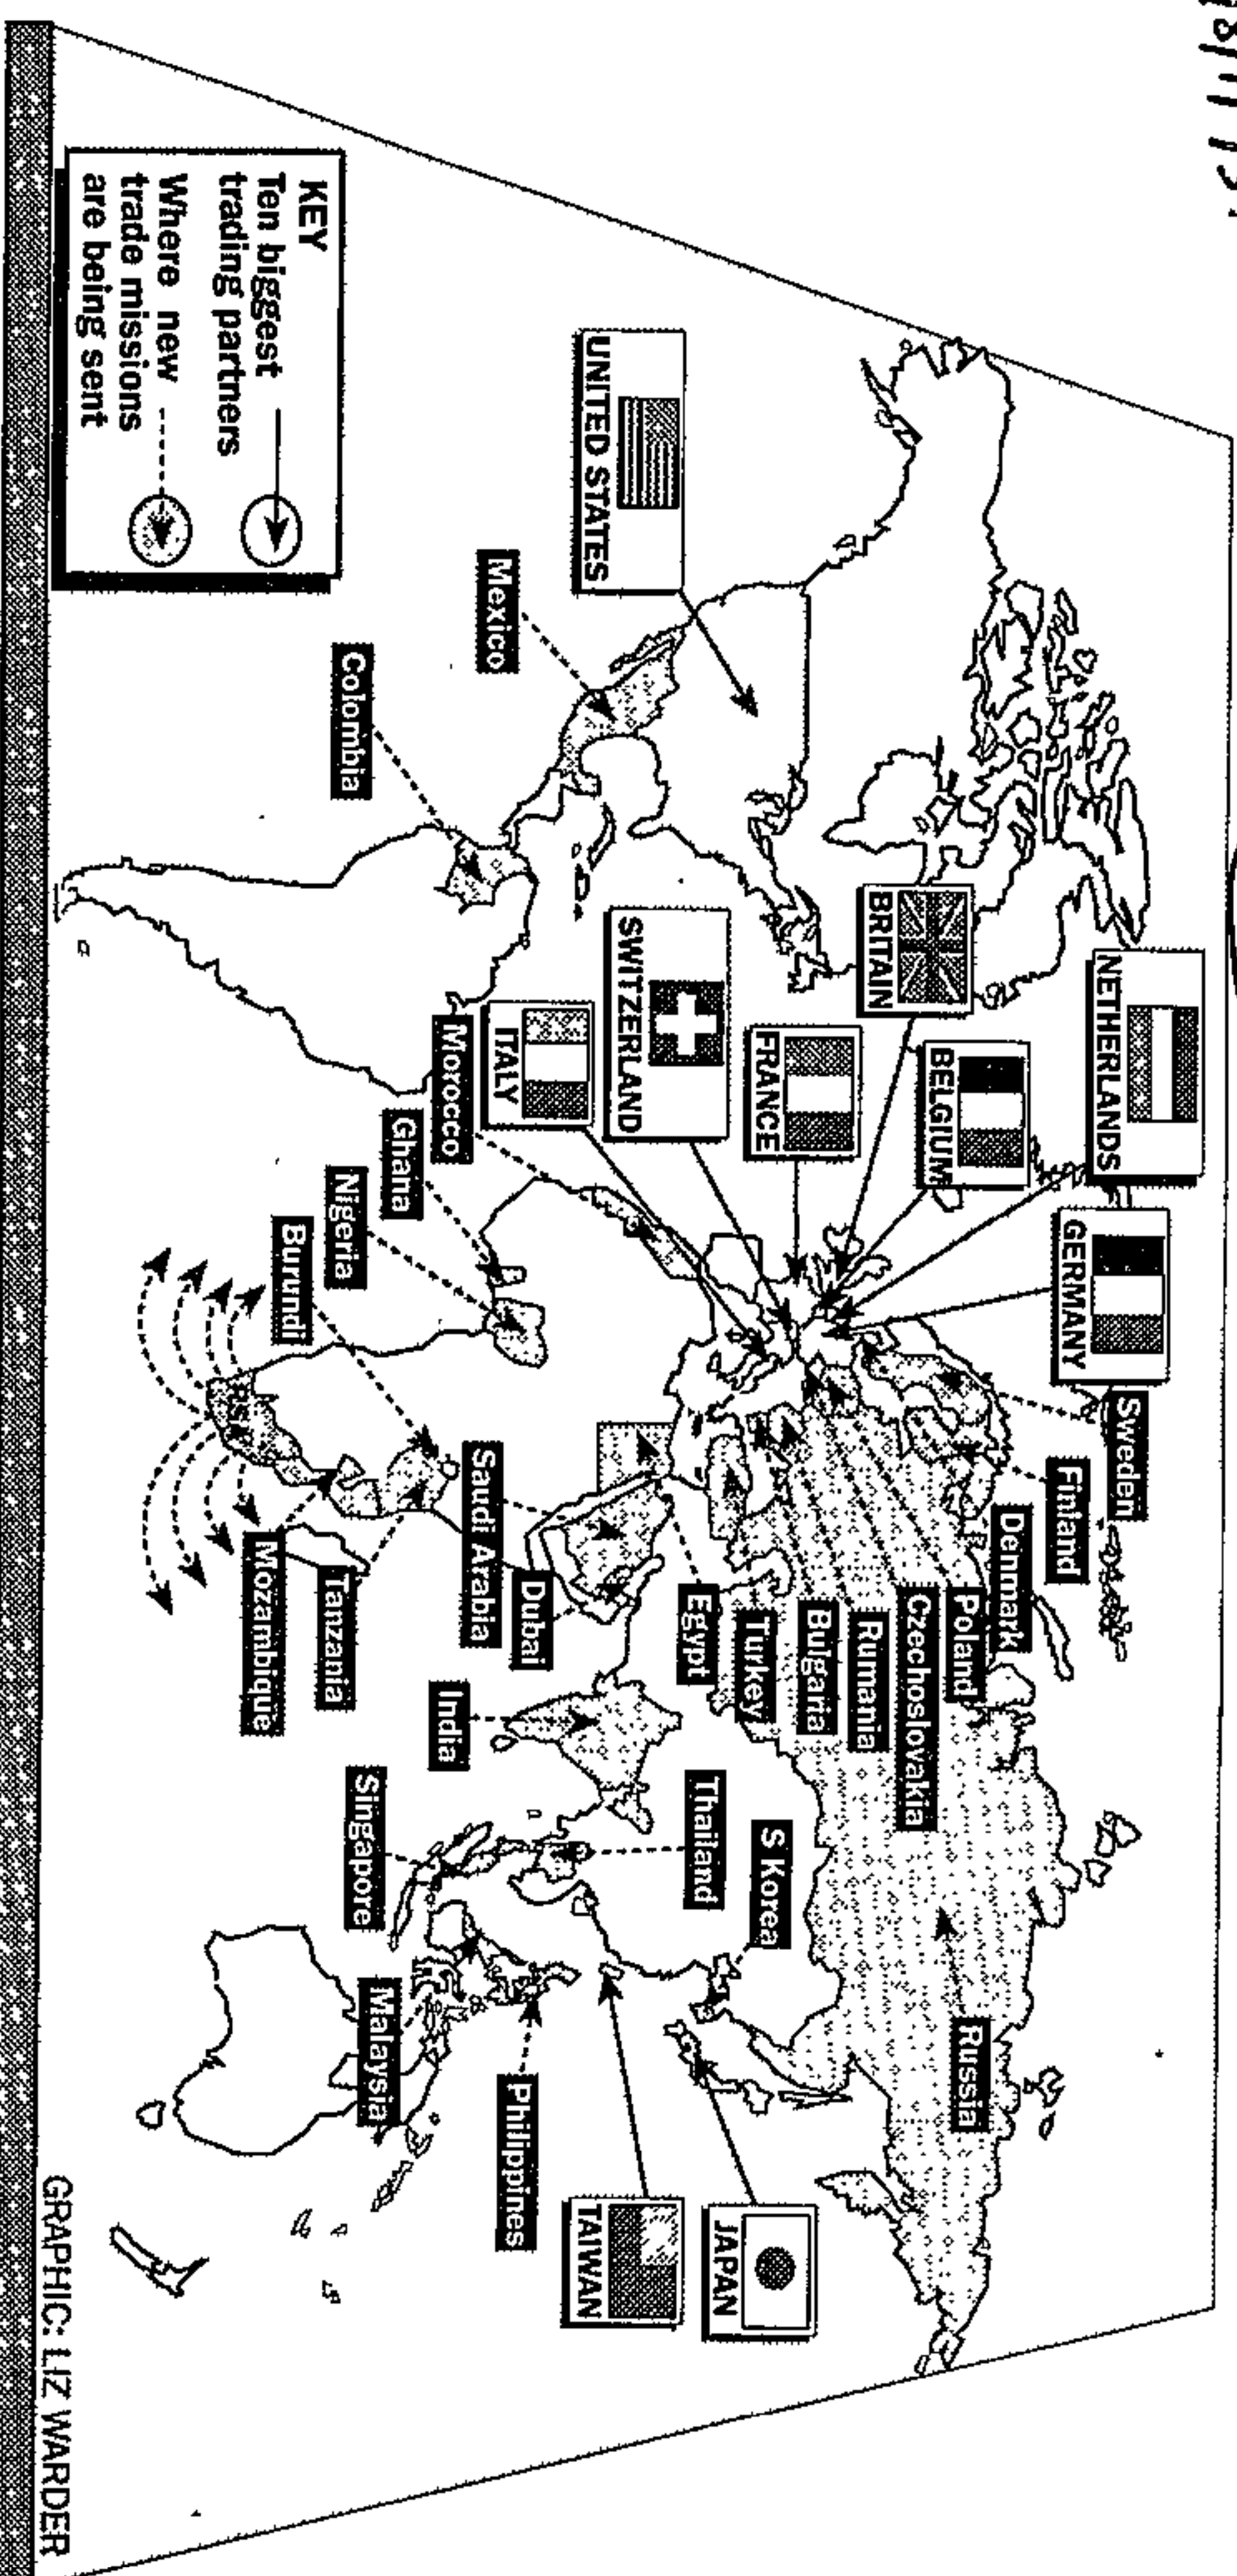 NETHERLANDS
GERMANY
BELGIUM
BRITAIN
FRANCE
SWITZERLAND
ITALY
UNITED STATES
JAPAN
TAIWAN
Sweden
Finland
Denmark
Poland
Czechoslovakia
Rumania
Bulgaria
Turkey
Egypt
Russia
S Korea
Thailand
Mexico
Colombia
Morocco
Ghana
Nigeria
Burundi
RSA
Saudi Arabia
Dubai
Tanzania
Mozambique
India
Singapore
Malaysia
Philippines
KEY
Ten biggest
trading partners
Where new
trade missions
are being sent
GRAPHIC: LIZ WARDER